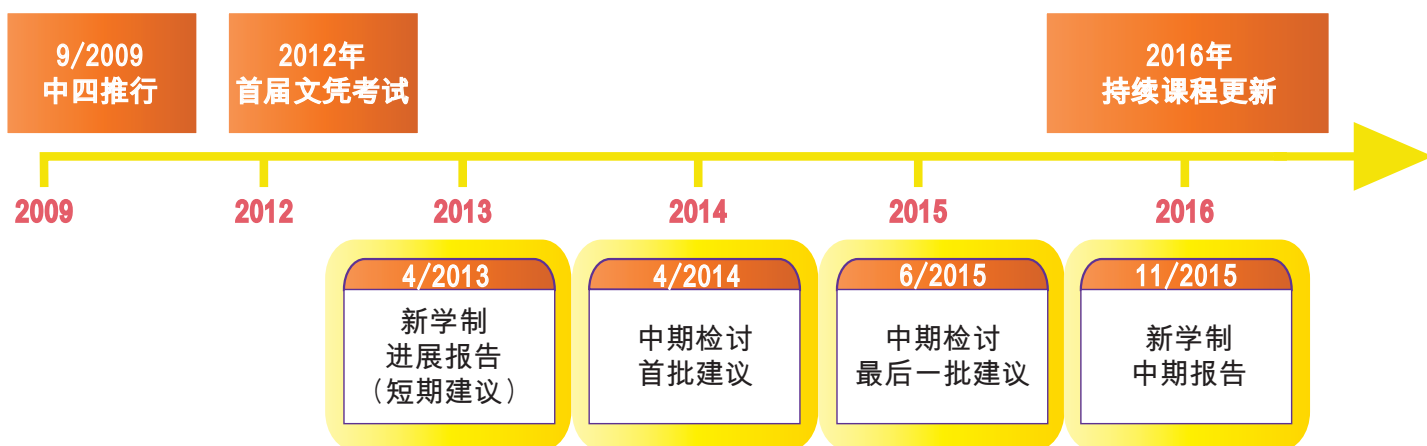 9/2009
中四推行
2012年
首届文凭考试
2016年
持续课程更新
2009
2012
2013
2014
2015
2016
4/2013
新学制
进展报告
（短期建议）
4/2014
中期检讨
首批建议
6/2015
中期检讨
最后一批建议
11/2015
新学制
中期报告